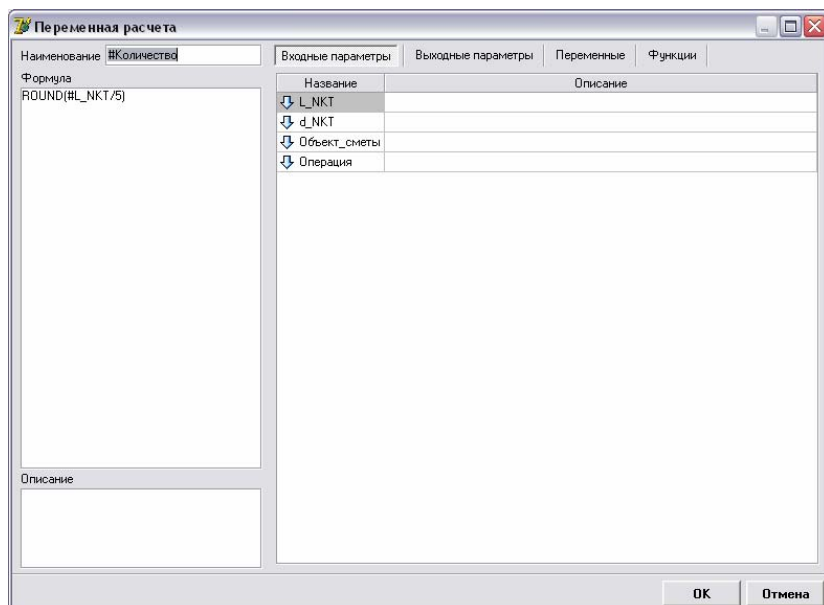 Переменная расчета
Наименование #Количество
Формула
ROUND(#L_NKT/5)
Описание
Входные параметры Выходные параметры Переменные Функции
Название Описание
L_NKT
d_NKT
Объект_сметы
Операция
OK Отмена